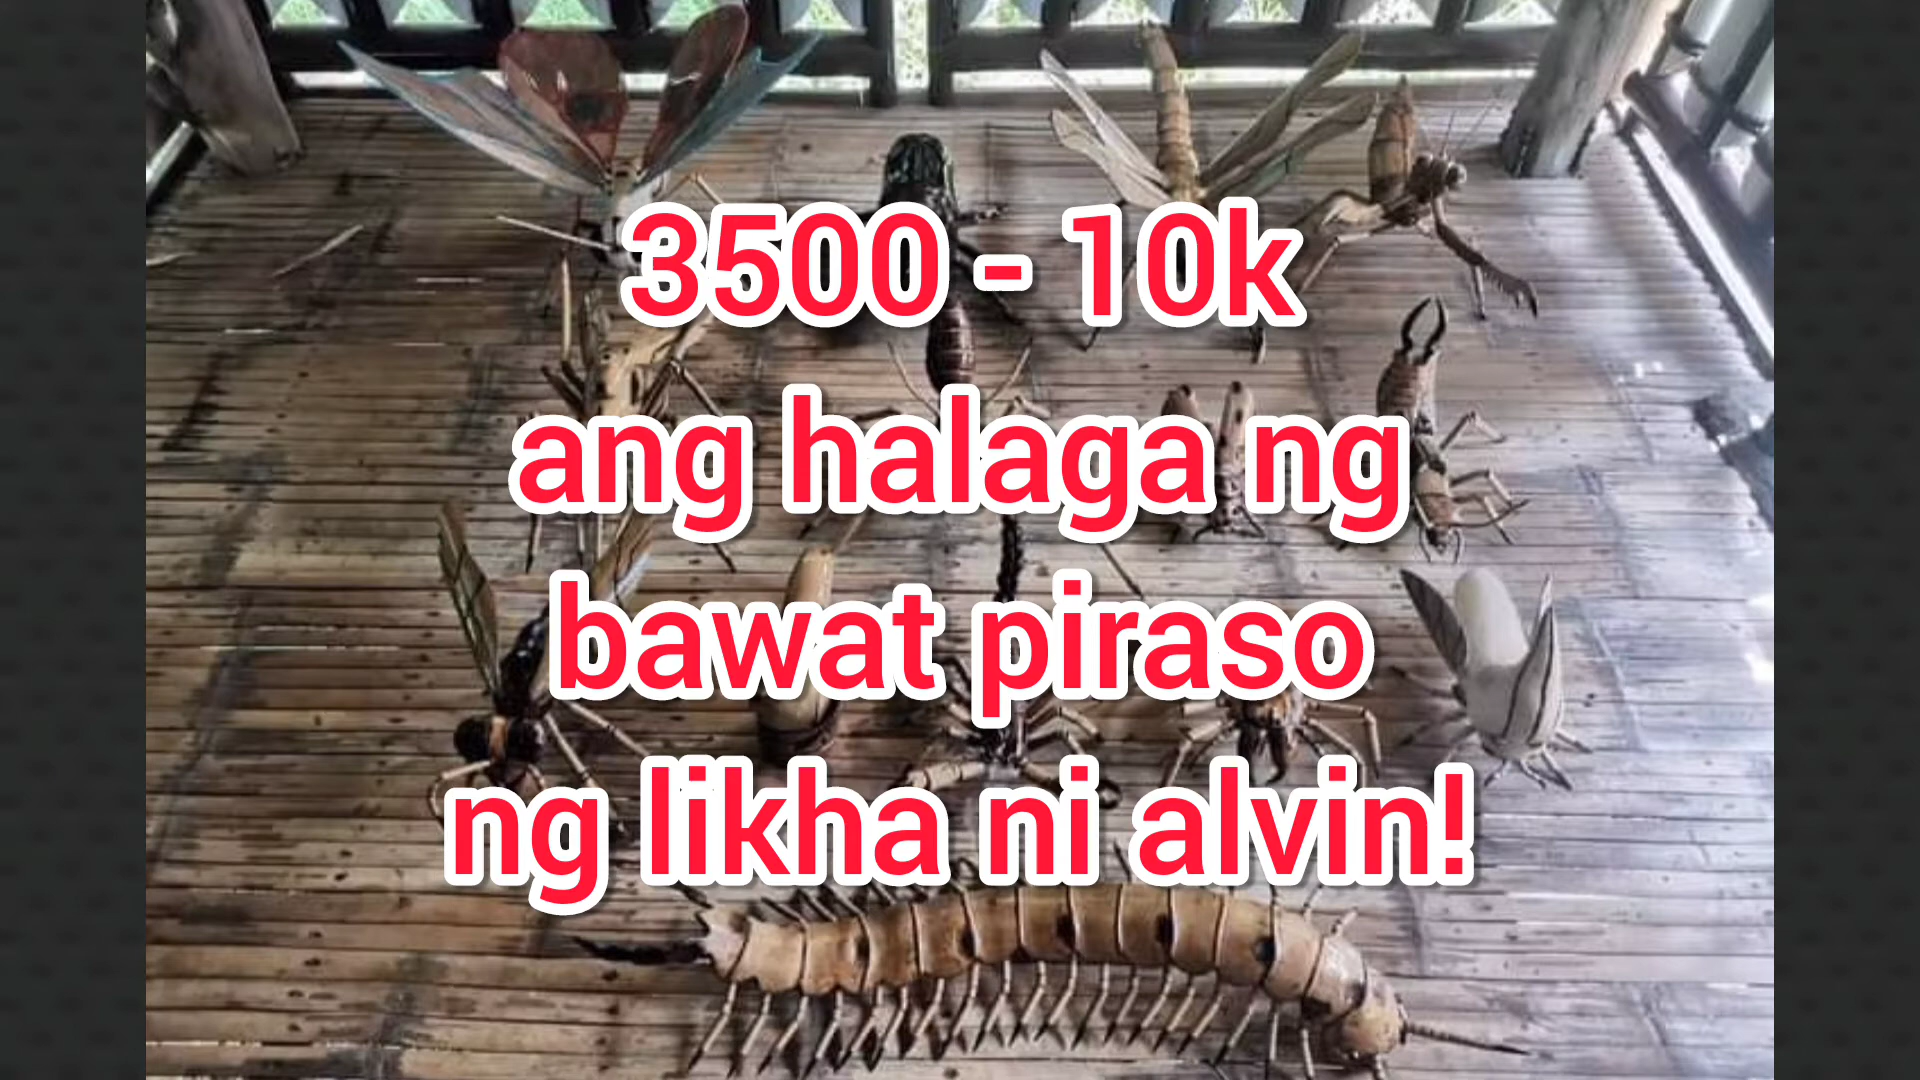 3500 - 10k
ang halaga ng
bawat piraso
ng likha ni alvin!